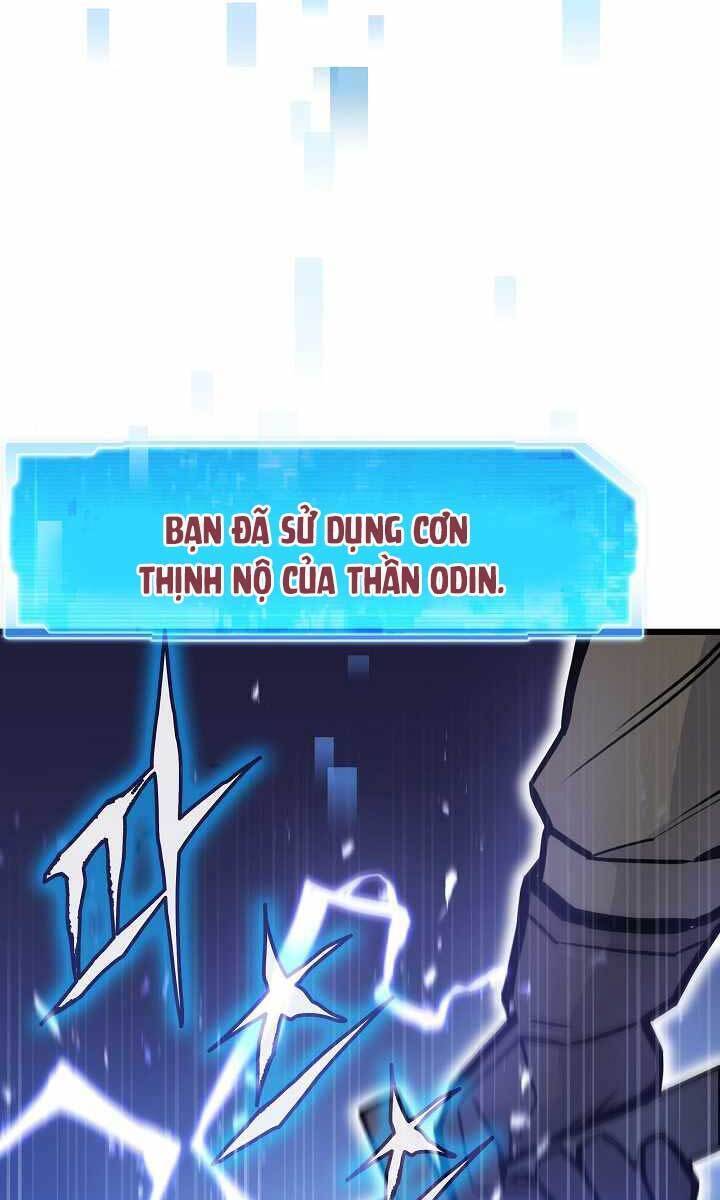 BẠN ĐÃ SỬ DỤNG CƠN
THỊNH NỘ CỦA THẦN ODIN.